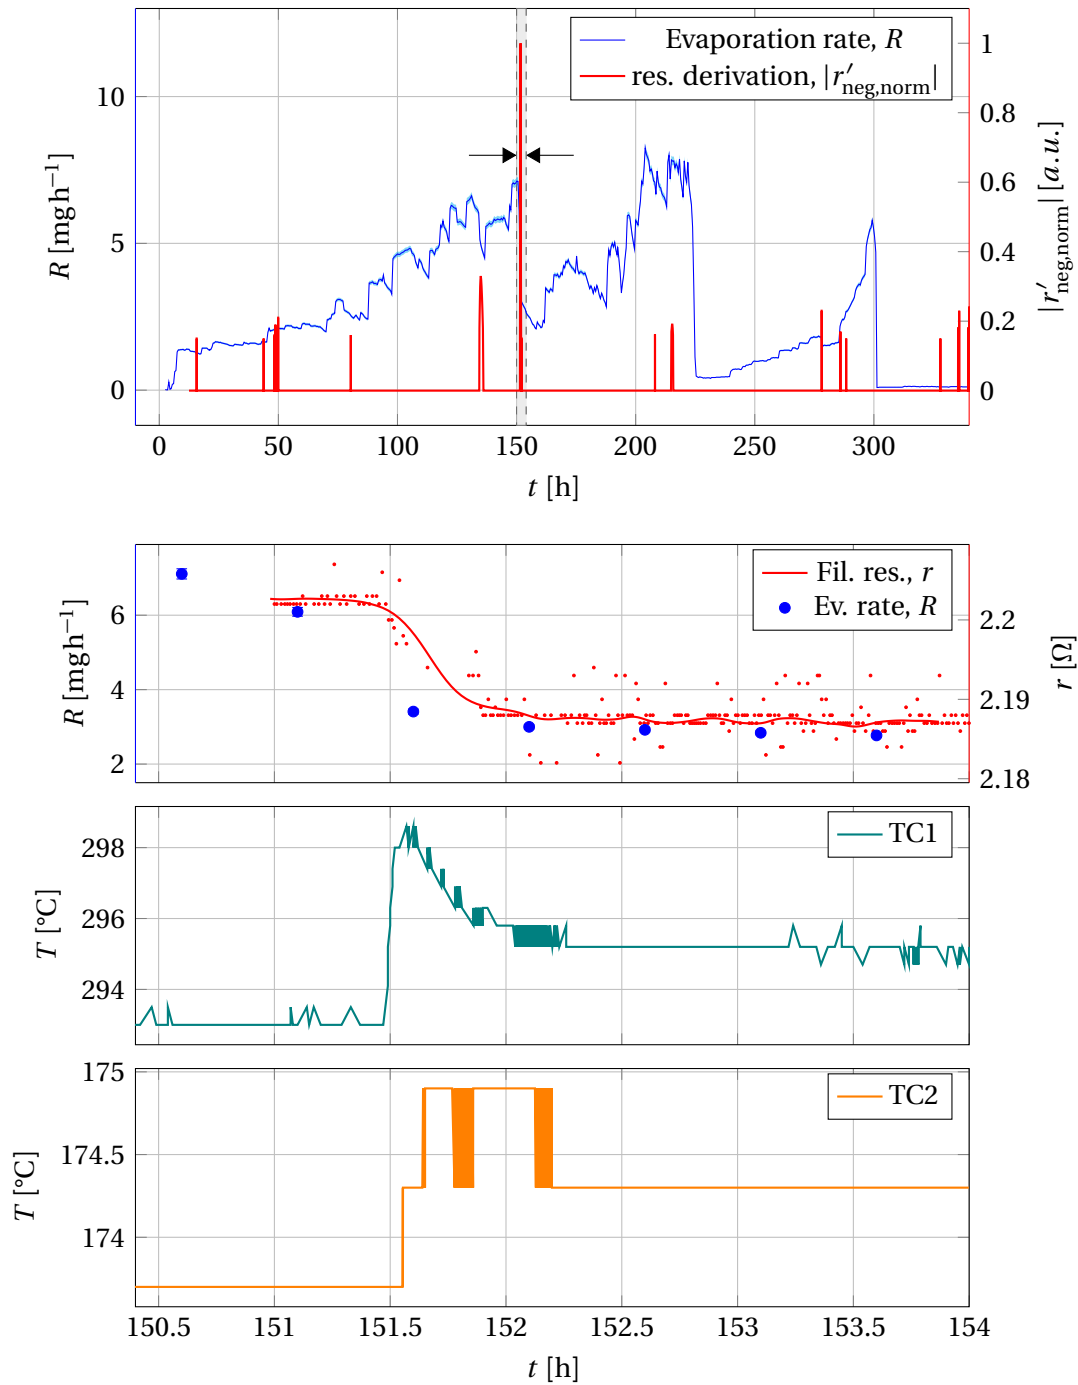 Evaporation rate, R
res. derivation, |r′neg,norm|
10
5
0
R [mg h−1]
1
0.8
0.6
0.4
0.2
0
|r′neg,norm| [a.u.]
0 50 100 150 200 250 300
t [h]
Fil. res., r
Ev. rate, R
6
4
2
R [mg h−1]
2.2
2.19
2.18
r [Ω]
TC1
298
296
294
T [°C]
TC2
175
174.5
174
T [°C]
150.5 151 151.5 152 152.5 153 153.5 154
t [h]